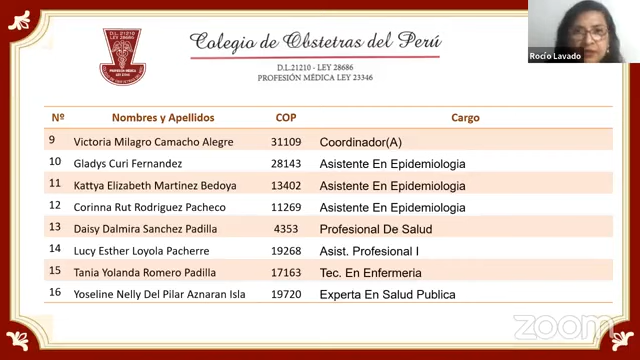 D.L. 21210
LEY 28686
Colegio de Obstetras del Perú
D.L.21210 - LEY 28686
PROFESIÓN MÉDICA LEY 23346
Rocío Lavado
Nº Nombres y Apellidos COP Cargo
9 Victoria Milagro Camacho Alegre 31109 Coordinador(A)
10 Gladys Curi Fernandez 28143 Asistente En Epidemiologia
11 Kattya Elizabeth Martinez Bedoya 13402 Asistente En Epidemiologia
12 Corinna Rut Rodriguez Pacheco 11269 Asistente En Epidemiologia
13 Daisy Dalmira Sanchez Padilla 4353 Profesional De Salud
14 Lucy Esther Loyola Pacherre 19268 Asist. Profesional I
15 Tania Yolanda Romero Padilla 17163 Tec. En Enfermeria
16 Yoseline Nelly Del Pilar Aznaran Isla 19720 Experta En Salud Publica
zoom